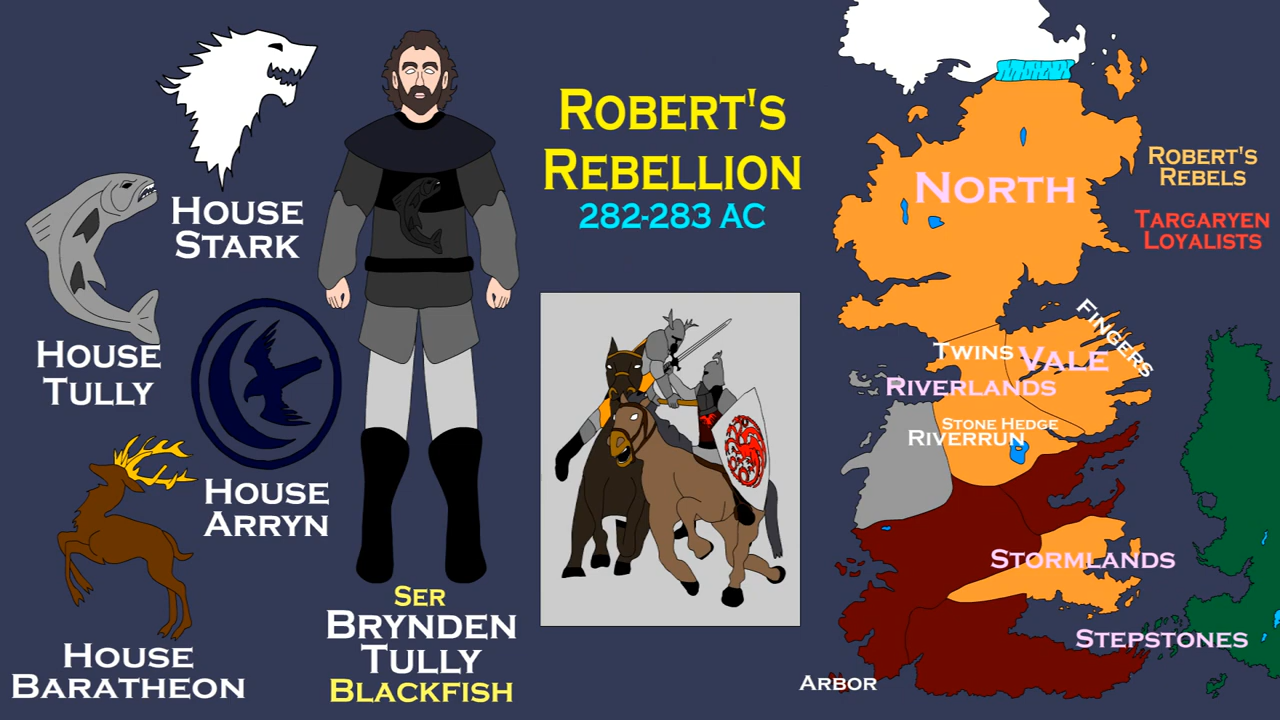 HOUSE
STARK
HOUSE
TULLY
HOUSE
ARRYN
HOUSE
BARATHEON
SER
BRYNDEN
TULLY
BLACKFISH
ROBERT'S
REBELLION
282-283 AC
NORTH
ROBERT'S
REBELS
TARGARYEN
LOYALISTS
FINGERS
TWINS
VALE
RIVERLANDS
STONE HEDGE
RIVERRUN
STORMLANDS
STEPSTONES
ARBOR